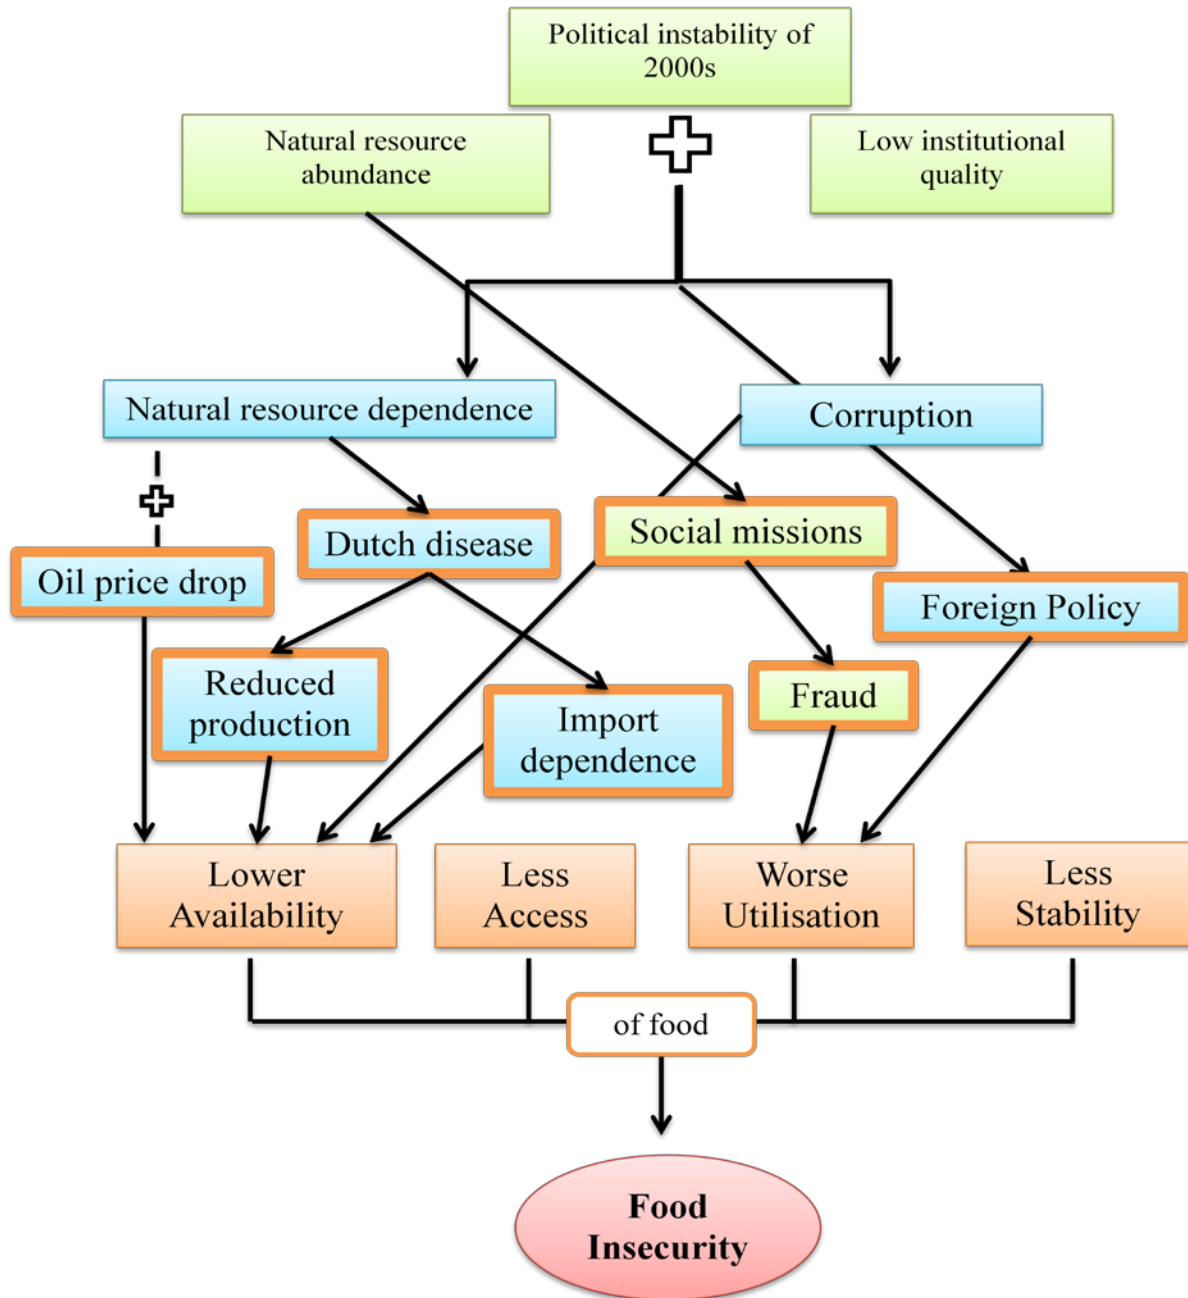 Political instability of
2000s
Natural resource
abundance
Low institutional
quality
Natural resource dependence
Corruption
Social missions
Dutch disease
Oil price drop
Foreign Policy
Reduced
production
Fraud
Import
dependence
Lower
Availability
Less
Access
Worse
Utilisation
Less
Stability
of food
Food
Insecurity